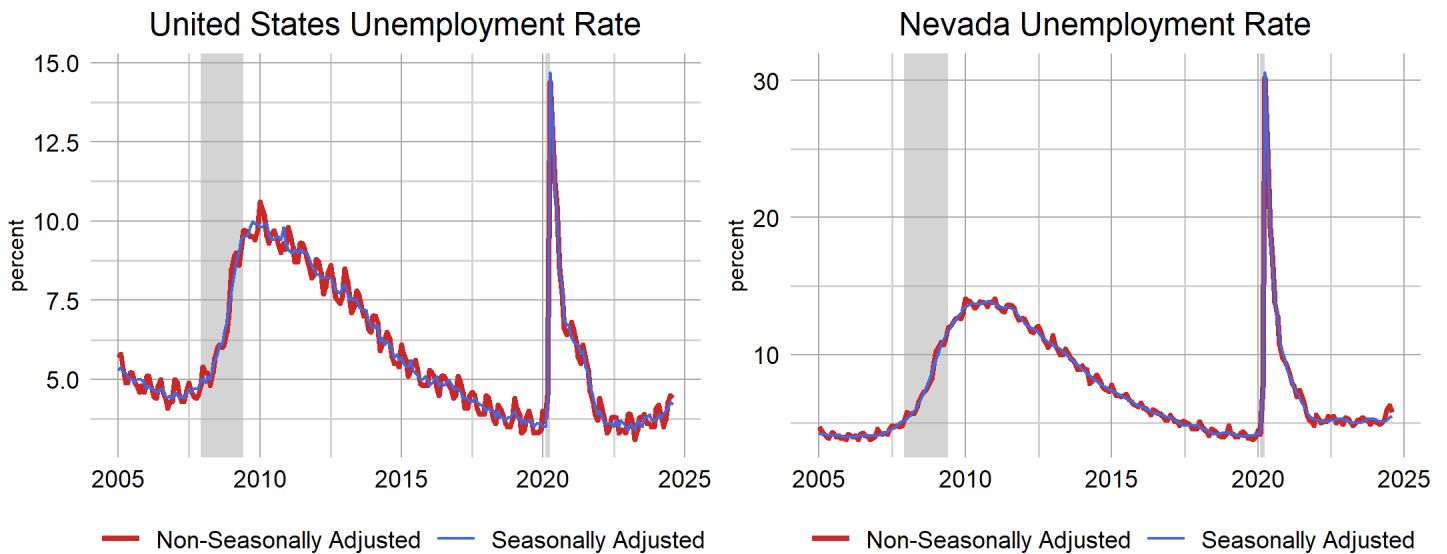 United States Unemployment Rate
15.0
12.5
10.0
7.5
5.0
percent
2005 2010 2015 2020 2025
Non-Seasonally Adjusted Seasonally Adjusted
Nevada Unemployment Rate
30
20
10
percent
2005 2010 2015 2020 2025
Non-Seasonally Adjusted Seasonally Adjusted